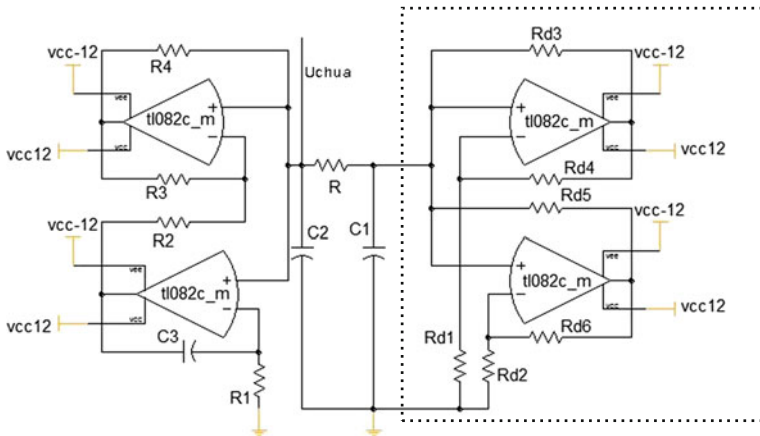 vcc-12
R4
vee
tl082c_m
+
−
vcc
vcc12
R3
R2
vcc-12
vee
tl082c_m
+
−
vcc
vcc12
C3
R1
Uchua
R
C2
C1
Rd3
vcc-12
vee
+
tl082c_m
−
vcc
vcc12
Rd4
Rd5
vcc-12
vee
+
tl082c_m
−
vcc
vcc12
Rd1
Rd6
Rd2